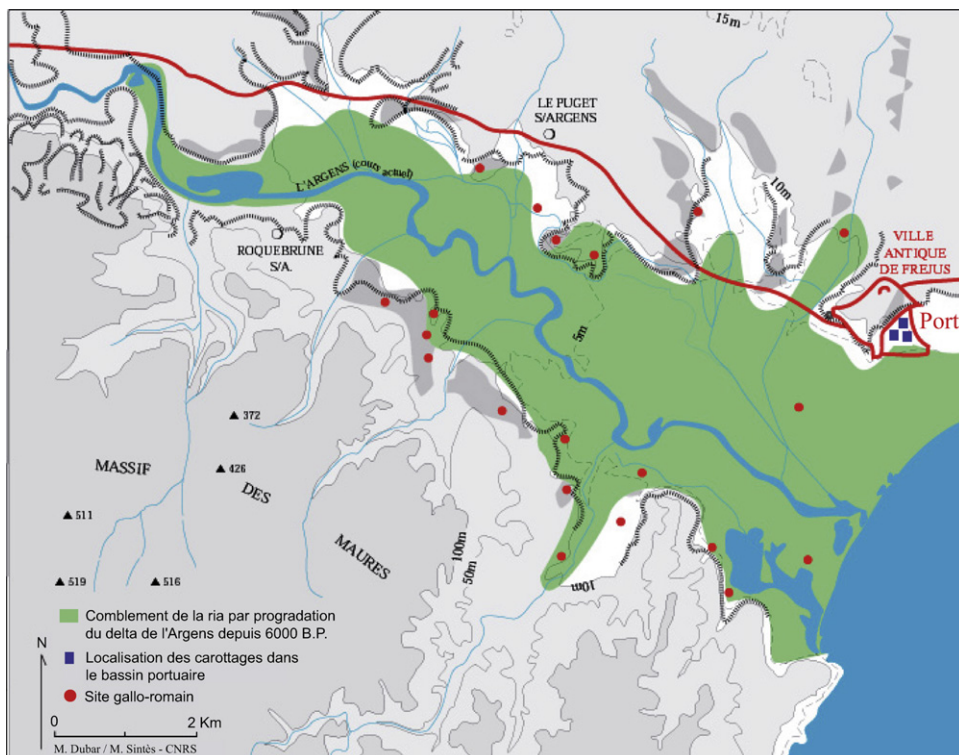 15m
LE PUGET
S/ARGENS
L'ARGENS (cours actuel)
10m
ROQUEBRUNE
S/A.
VILLE
ANTIQUE
DE FREJUS
Port
5m
372
MASSIF
426
DES
511
MAURES
100m
50m
519
516
10m
Comblement de la ria par progradation
du delta de l'Argens depuis 6000 B.P.
Localisation des carottages dans
le bassin portuaire
Site gallo-romain
N
0 2 Km
M. Dubar / M. Sintès - CNRS